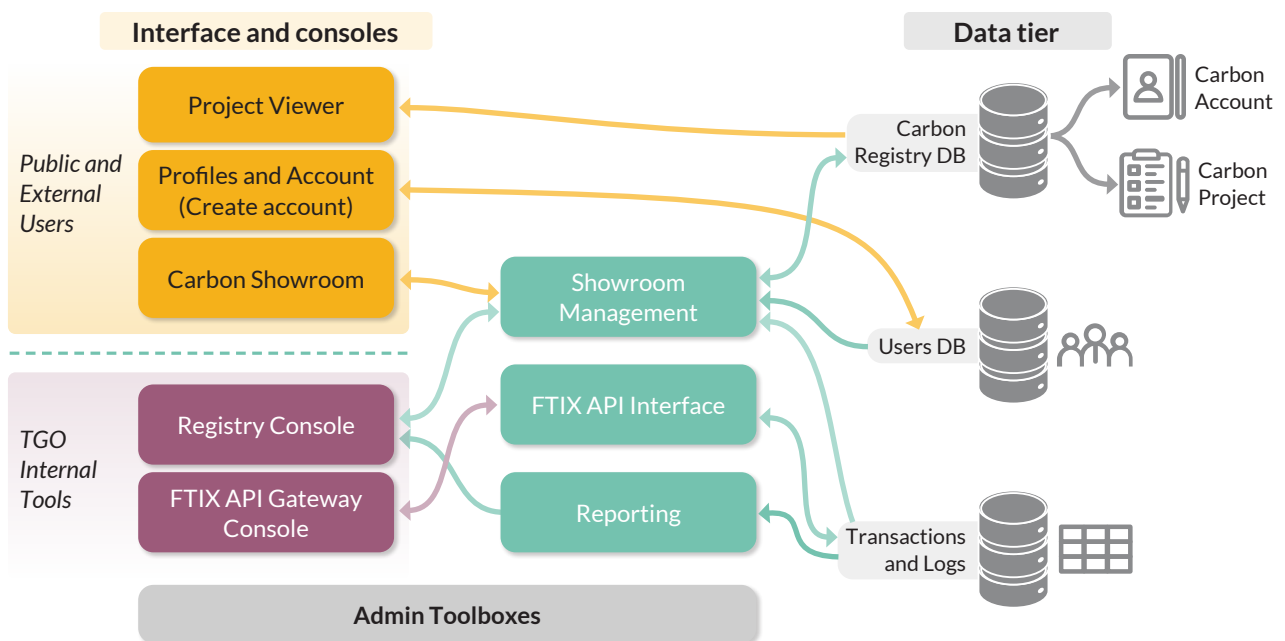 Interface and consoles
Data tier
Public and
External
Users
Project Viewer
Profiles and Account
(Create account)
Carbon Showroom
TGO
Internal
Tools
Registry Console
FTIX API Gateway
Console
Showroom
Management
FTIX API Interface
Reporting
Admin Toolboxes
Carbon
Registry DB
Carbon
Account
Carbon
Project
Users DB
Transactions
and Logs